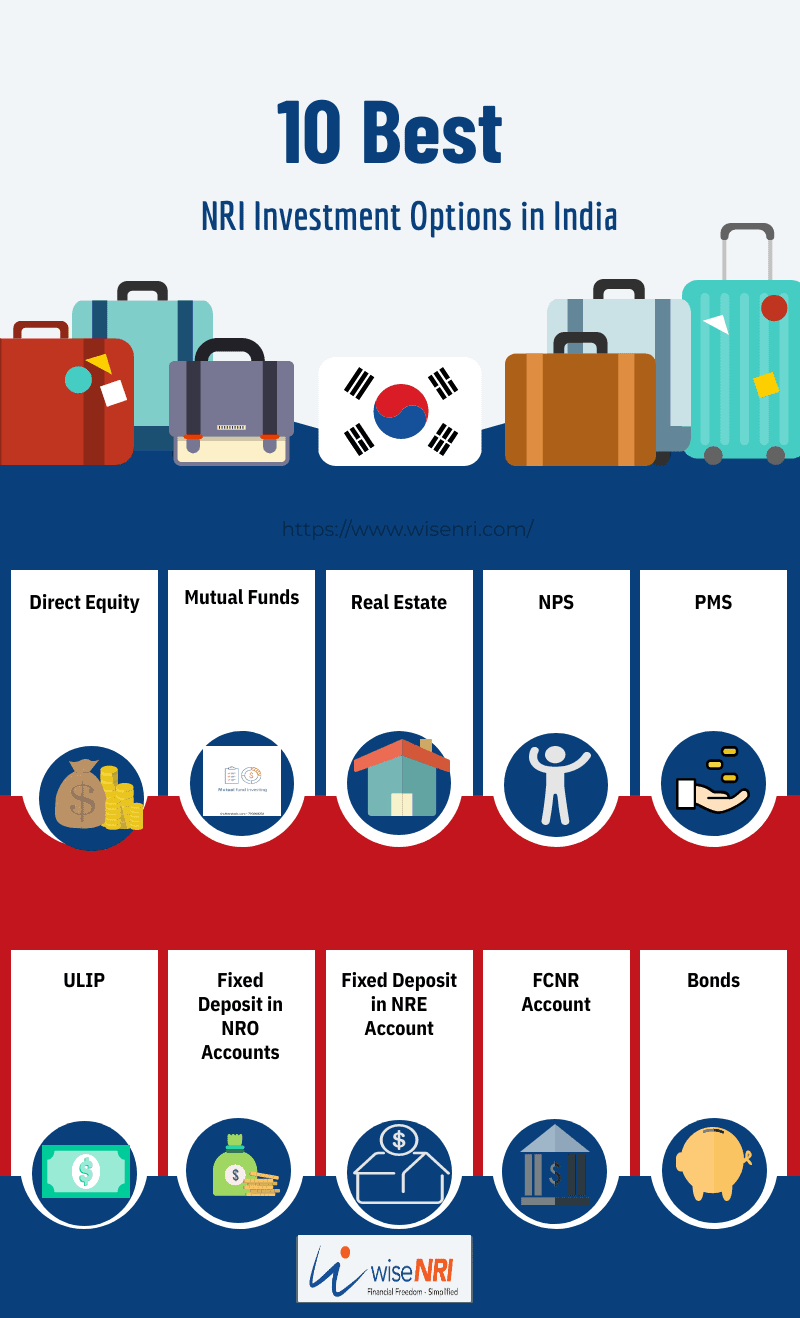 10 Best
NRI Investment Options in India
https://www.wisenri.com/
Direct Equity
Mutual Funds
Real Estate
NPS
PMS
Mutual fund investing
ULIP
Fixed
Deposit in
NRO
Accounts
Fixed Deposit
in NRE
Account
FCNR
Account
Bonds
$
wiseNRI
Financial Freedom - Simplified